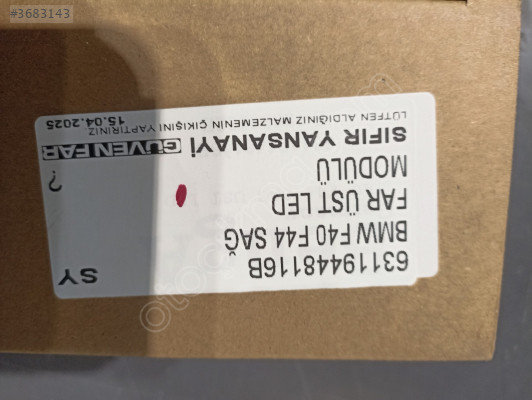 #3683143
63119448116B
SY
BMW F40 F44 SAĞ
FAR ÜST LED
MODÜLÜ
?
SIFIR YANSANAYİ GÜVEN FAR
LÜTFEN ALDIĞINIZ MALZEMENİN ÇIKIŞINI YAPTIRINIZ
15.04.2025